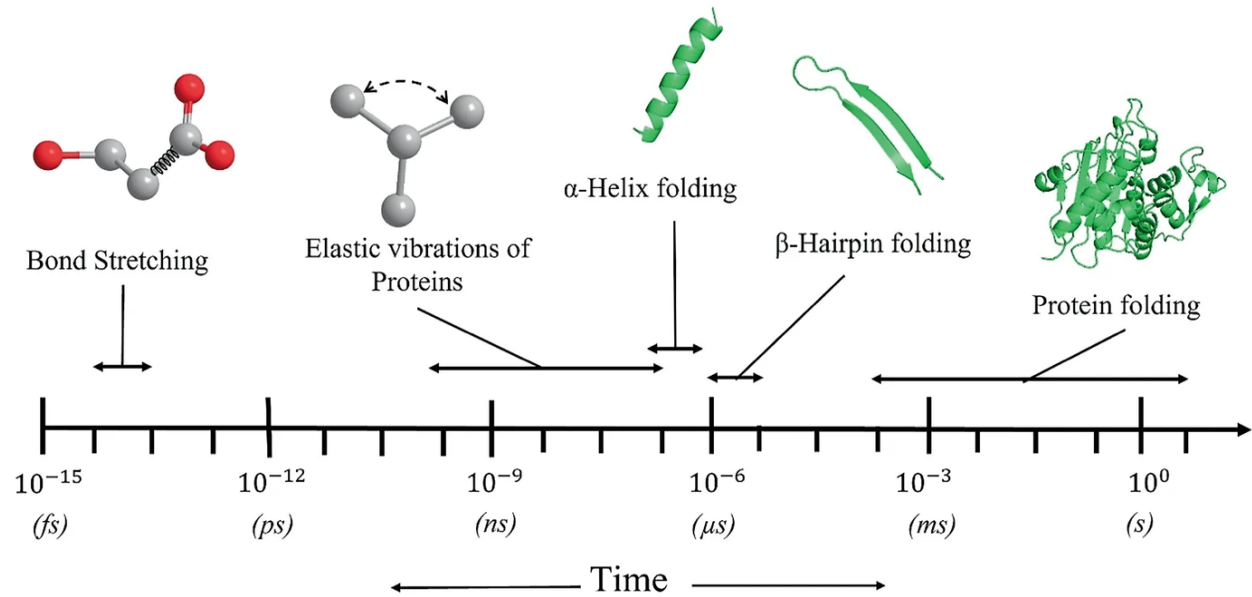 α-Helix folding
β-Hairpin folding
Elastic vibrations of
Proteins
Bond Stretching
Protein folding
10⁻¹⁵
10⁻¹²
10⁻⁹
10⁻⁶
10⁻³
10⁰
(fs)
(ps)
(ns)
(μs)
(ms)
(s)
Time